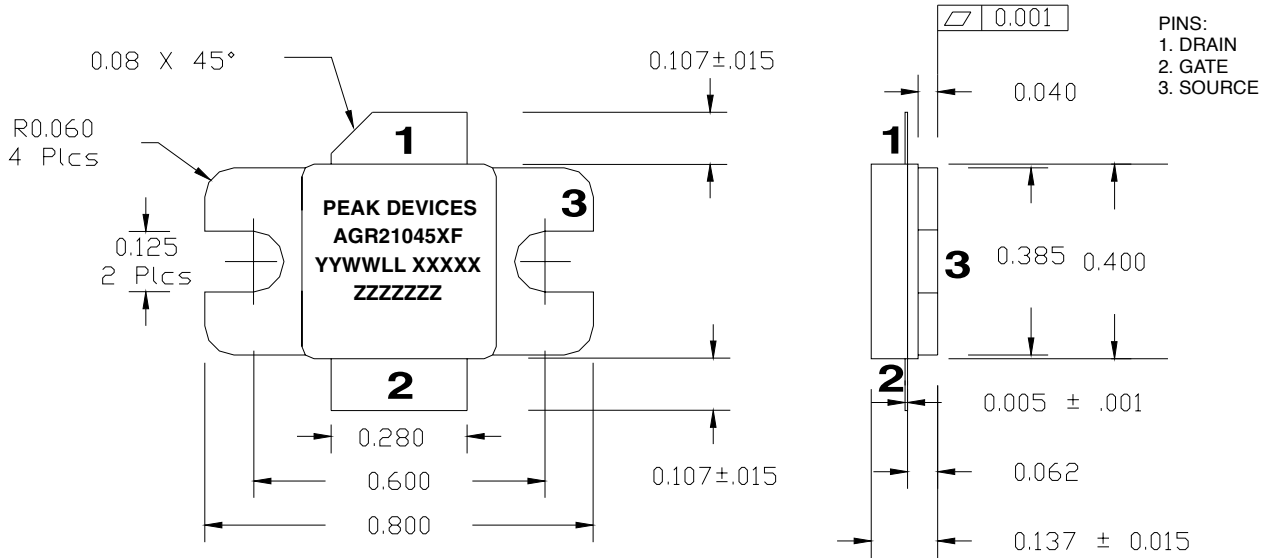 0.08 X 45°
0.107±.015
0.001
PINS:
1. DRAIN
2. GATE
3. SOURCE
0.040
R0.060
4 Plcs
1
1
3
PEAK DEVICES
AGR21045XF
YYWWLL XXXXX
ZZZZZZZ
0.125
2 Plcs
3
0.385
0.400
2
2
0.005 ± .001
0.280
0.107±.015
0.062
0.600
0.800
0.137 ± 0.015